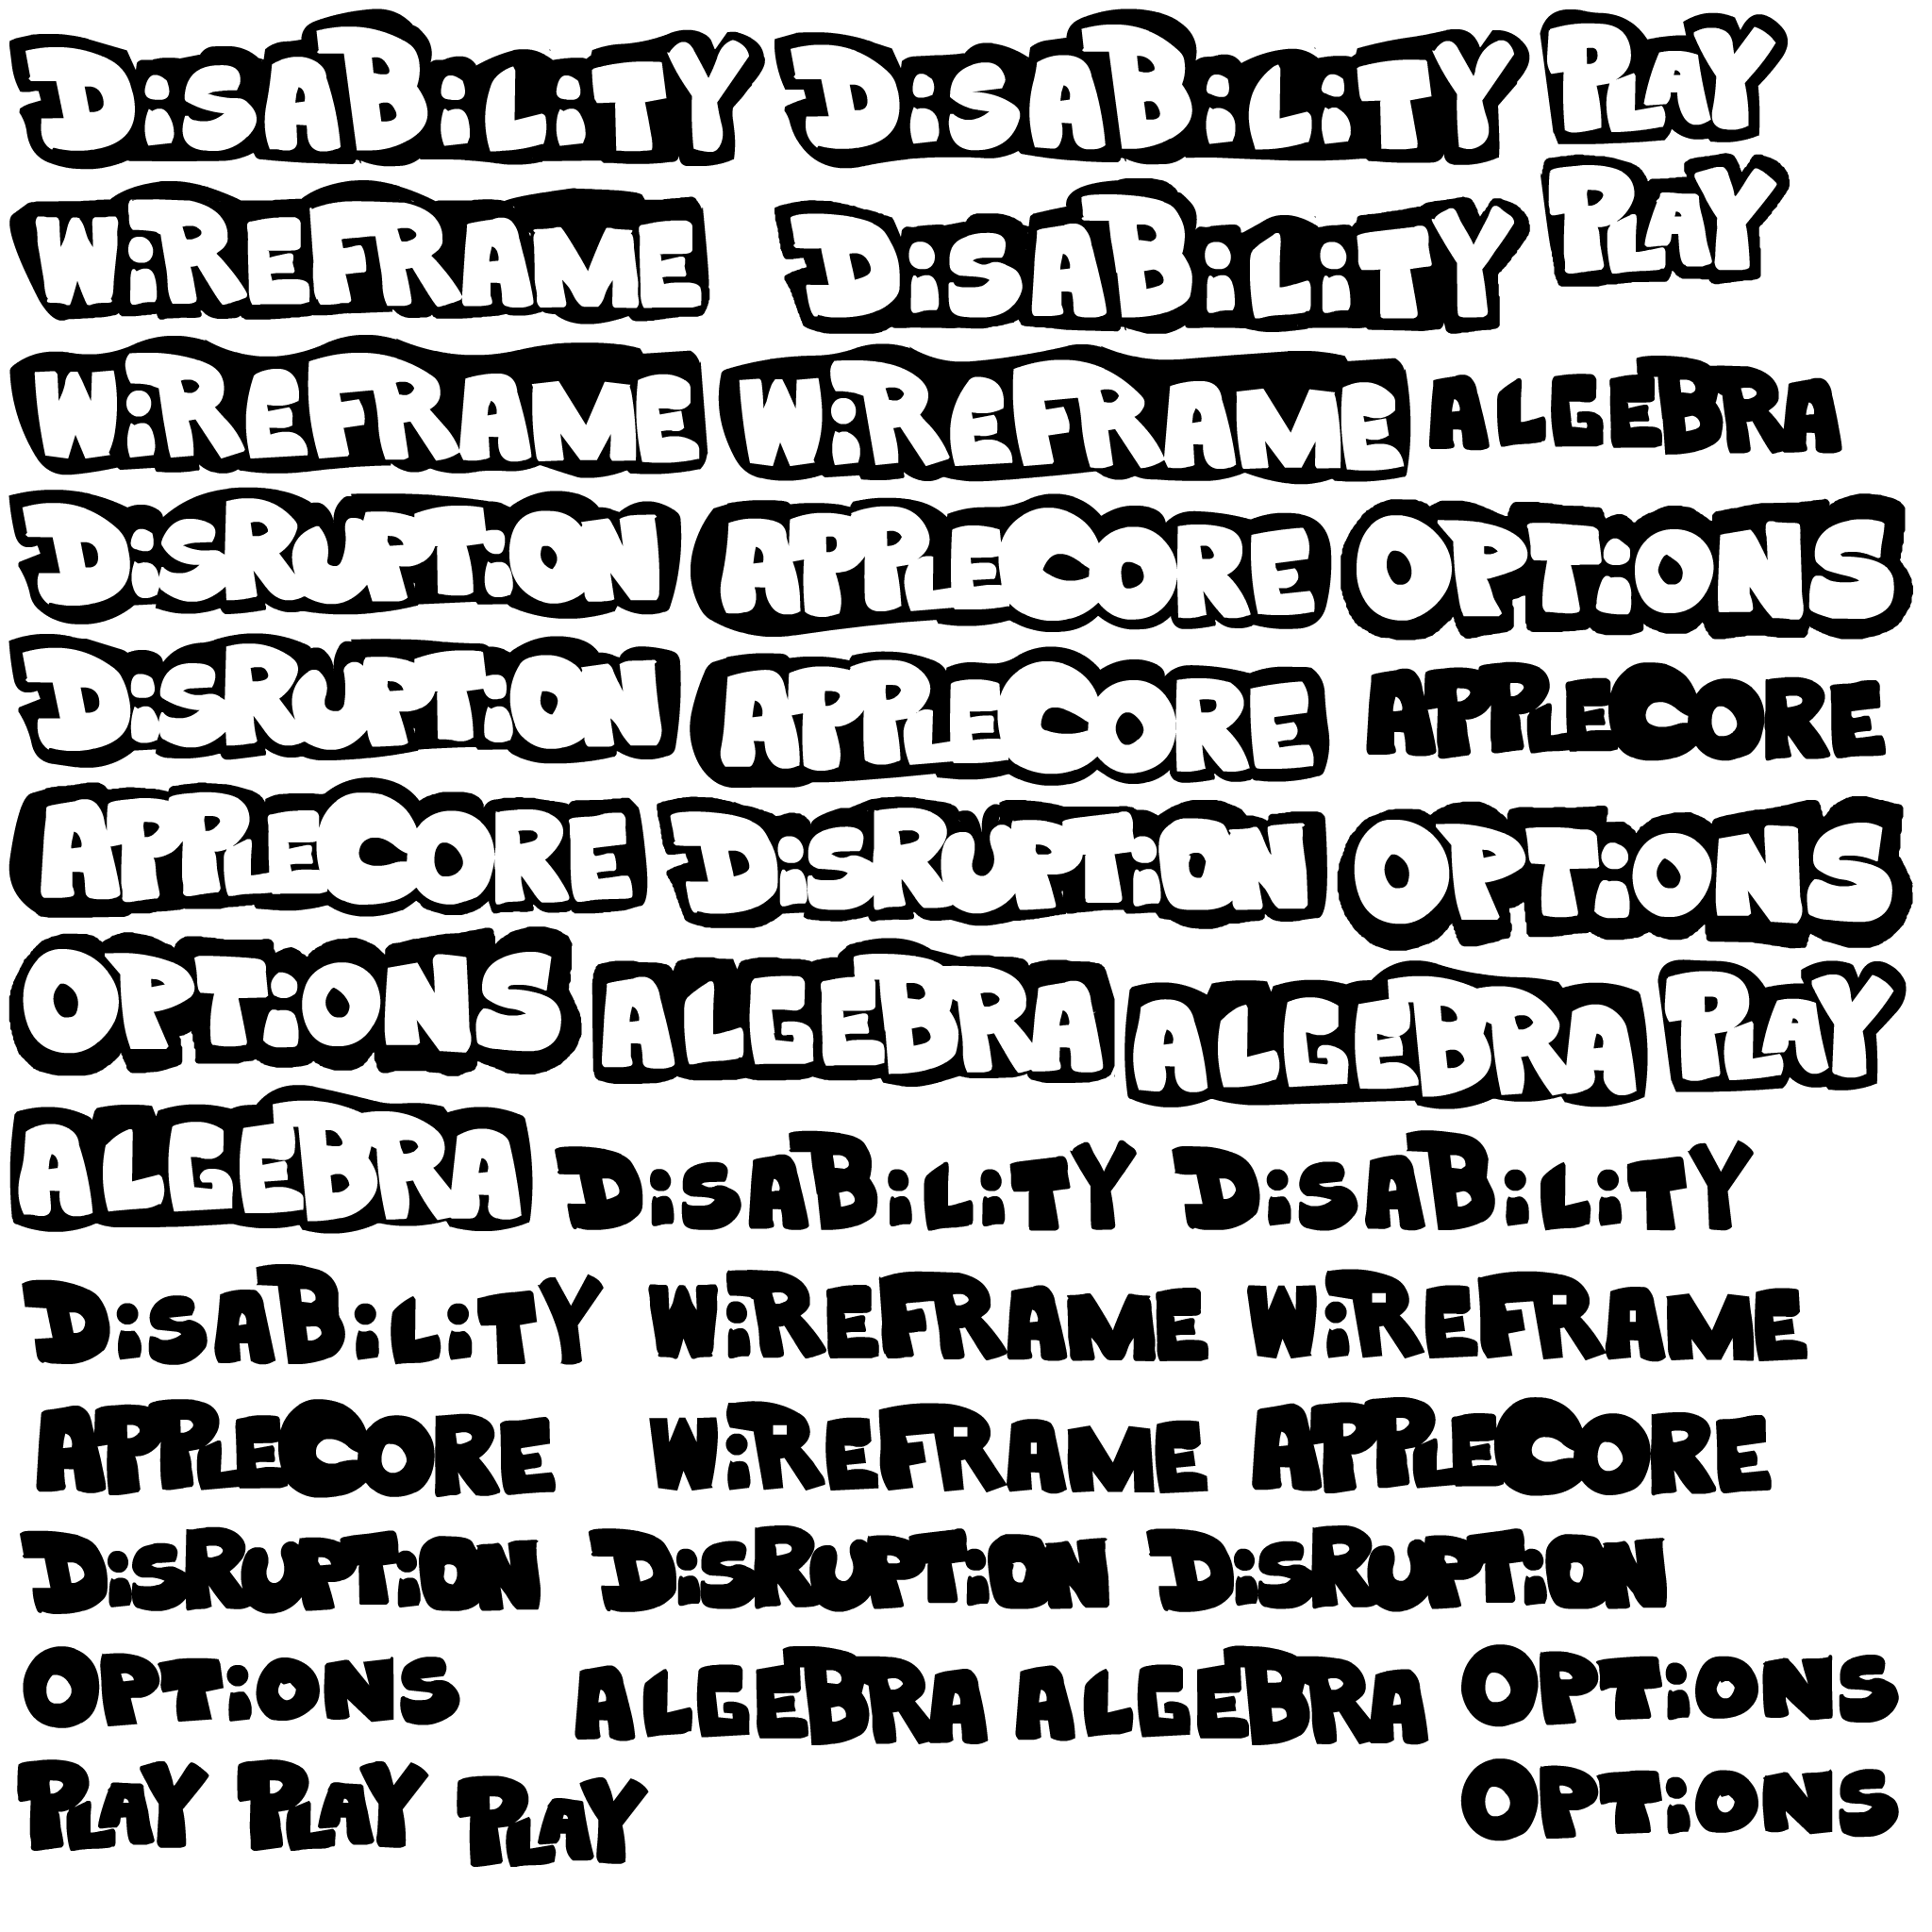 DiSABiLiTY DiSABiLiTY PLAY
WiREFRAME DiSABiLiTY PLAY
WiREFRAME WiREFRAME ALGEBRA
DiSRUPTiON APPLECORE OPTiONS
DiSRUPTiON APPLECORE APPLECORE
APPLECORE DiSRUPTiON OPTiONS
OPTiONS ALGEBRA ALGEBRA PLAY
ALGEBRA DiSABiLiTY DiSABiLiTY
DiSABiLiTY WiREFRAME WiREFRAME
APPLECORE WiREFRAME APPLECORE
DiSRUPTiON DiSRUPTiON DiSRUPTiON
OPTiONS ALGEBRA ALGEBRA OPTiONS
PLAY PLAY PLAY OPTiONS